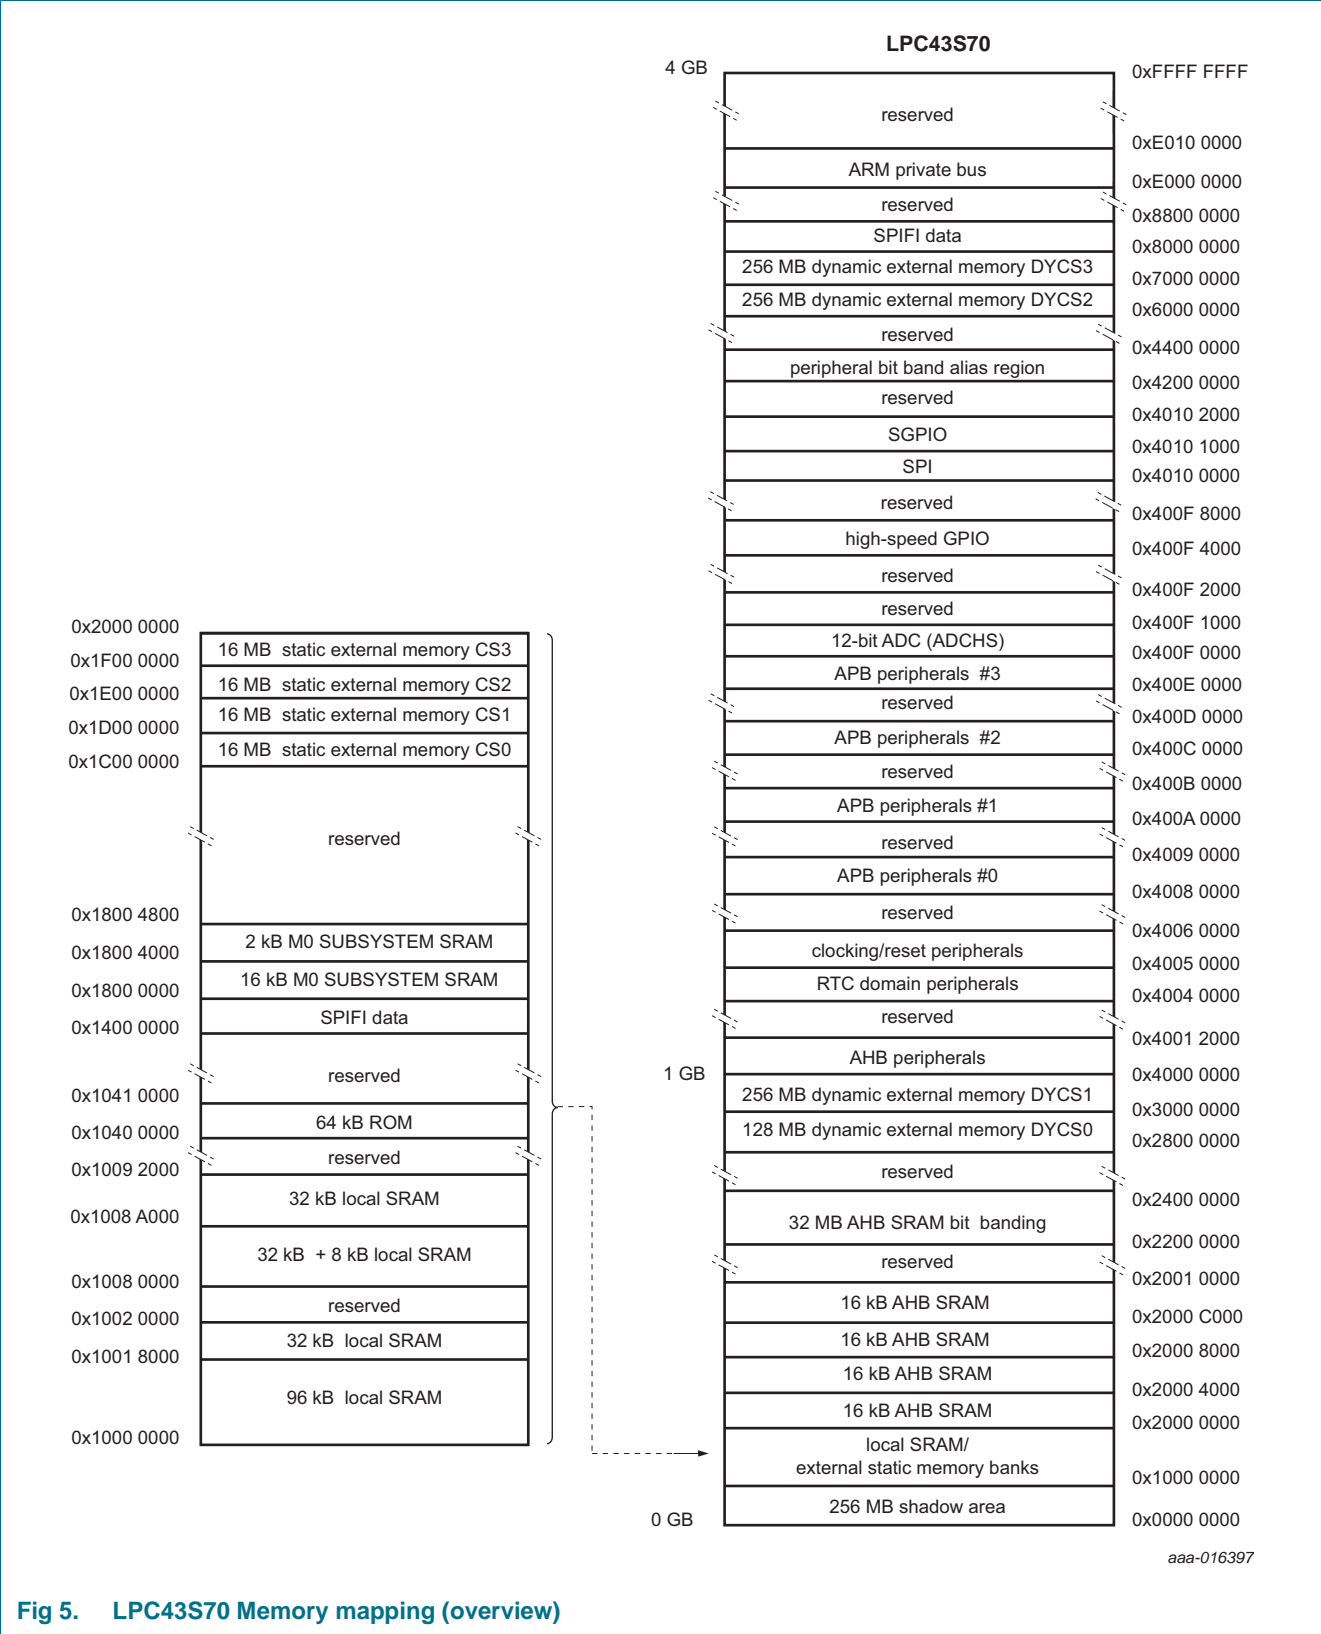 LPC43S70
4 GB
0xFFFF FFFF
reserved
0xE010 0000
ARM private bus
0xE000 0000
reserved
0x8800 0000
SPIFI data
0x8000 0000
256 MB dynamic external memory DYCS3
0x7000 0000
256 MB dynamic external memory DYCS2
0x6000 0000
reserved
0x4400 0000
peripheral bit band alias region
0x4200 0000
reserved
0x4010 2000
SGPIO
0x4010 1000
SPI
0x4010 0000
reserved
0x400F 8000
high-speed GPIO
0x400F 4000
reserved
0x400F 2000
reserved
0x400F 1000
12-bit ADC (ADCHS)
0x400F 0000
APB peripherals #3
0x400E 0000
reserved
0x400D 0000
APB peripherals #2
0x400C 0000
reserved
0x400B 0000
APB peripherals #1
0x400A 0000
reserved
0x4009 0000
APB peripherals #0
0x4008 0000
reserved
0x4006 0000
clocking/reset peripherals
0x4005 0000
RTC domain peripherals
0x4004 0000
reserved
0x4001 2000
AHB peripherals
1 GB
0x4000 0000
256 MB dynamic external memory DYCS1
0x3000 0000
128 MB dynamic external memory DYCS0
0x2800 0000
reserved
0x2400 0000
32 MB AHB SRAM bit banding
0x2200 0000
reserved
0x2001 0000
16 kB AHB SRAM
0x2000 C000
16 kB AHB SRAM
0x2000 8000
16 kB AHB SRAM
0x2000 4000
16 kB AHB SRAM
0x2000 0000
local SRAM/
external static memory banks
0x1000 0000
256 MB shadow area
0 GB
0x0000 0000
0x2000 0000
16 MB static external memory CS3
0x1F00 0000
16 MB static external memory CS2
0x1E00 0000
16 MB static external memory CS1
0x1D00 0000
16 MB static external memory CS0
0x1C00 0000
reserved
0x1800 4800
2 kB M0 SUBSYSTEM SRAM
0x1800 4000
16 kB M0 SUBSYSTEM SRAM
0x1800 0000
SPIFI data
0x1400 0000
reserved
0x1041 0000
64 kB ROM
0x1040 0000
reserved
0x1009 2000
32 kB local SRAM
0x1008 A000
32 kB + 8 kB local SRAM
0x1008 0000
reserved
0x1002 0000
32 kB local SRAM
0x1001 8000
96 kB local SRAM
0x1000 0000
aaa-016397
Fig 5. LPC43S70 Memory mapping (overview)